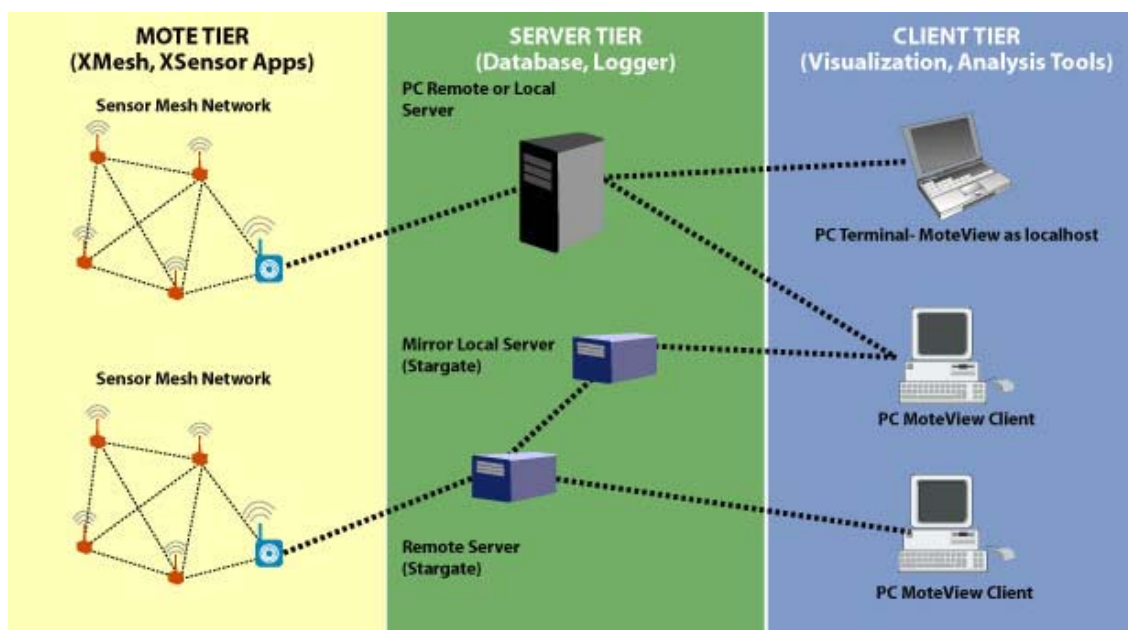 MOTE TIER
(XMesh, XSensor Apps)
Sensor Mesh Network
Sensor Mesh Network
SERVER TIER
(Database, Logger)
PC Remote or Local
Server
Mirror Local Server
(Stargate)
Remote Server
(Stargate)
CLIENT TIER
(Visualization, Analysis Tools)
PC Terminal- MoteView as localhost
PC MoteView Client
PC MoteView Client